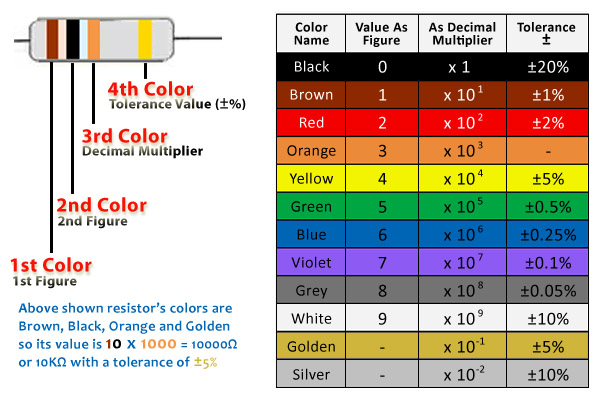 4th Color
Tolerance Value (±%)
3rd Color
Decimal Multiplier
2nd Color
2nd Figure
1st Color
1st Figure
Above shown resistor's colors are
Brown, Black, Orange and Golden
so its value is 10 X 1000 = 10000Ω
or 10KΩ with a tolerance of ±5%
Color Name Value As Figure As Decimal Multiplier Tolerance ±
Black 0 x 1 ±20%
Brown 1 x 10¹ ±1%
Red 2 x 10² ±2%
Orange 3 x 10³ -
Yellow 4 x 10⁴ ±5%
Green 5 x 10⁵ ±0.5%
Blue 6 x 10⁶ ±0.25%
Violet 7 x 10⁷ ±0.1%
Grey 8 x 10⁸ ±0.05%
White 9 x 10⁹ ±10%
Golden - x 10⁻¹ ±5%
Silver - x 10⁻² ±10%